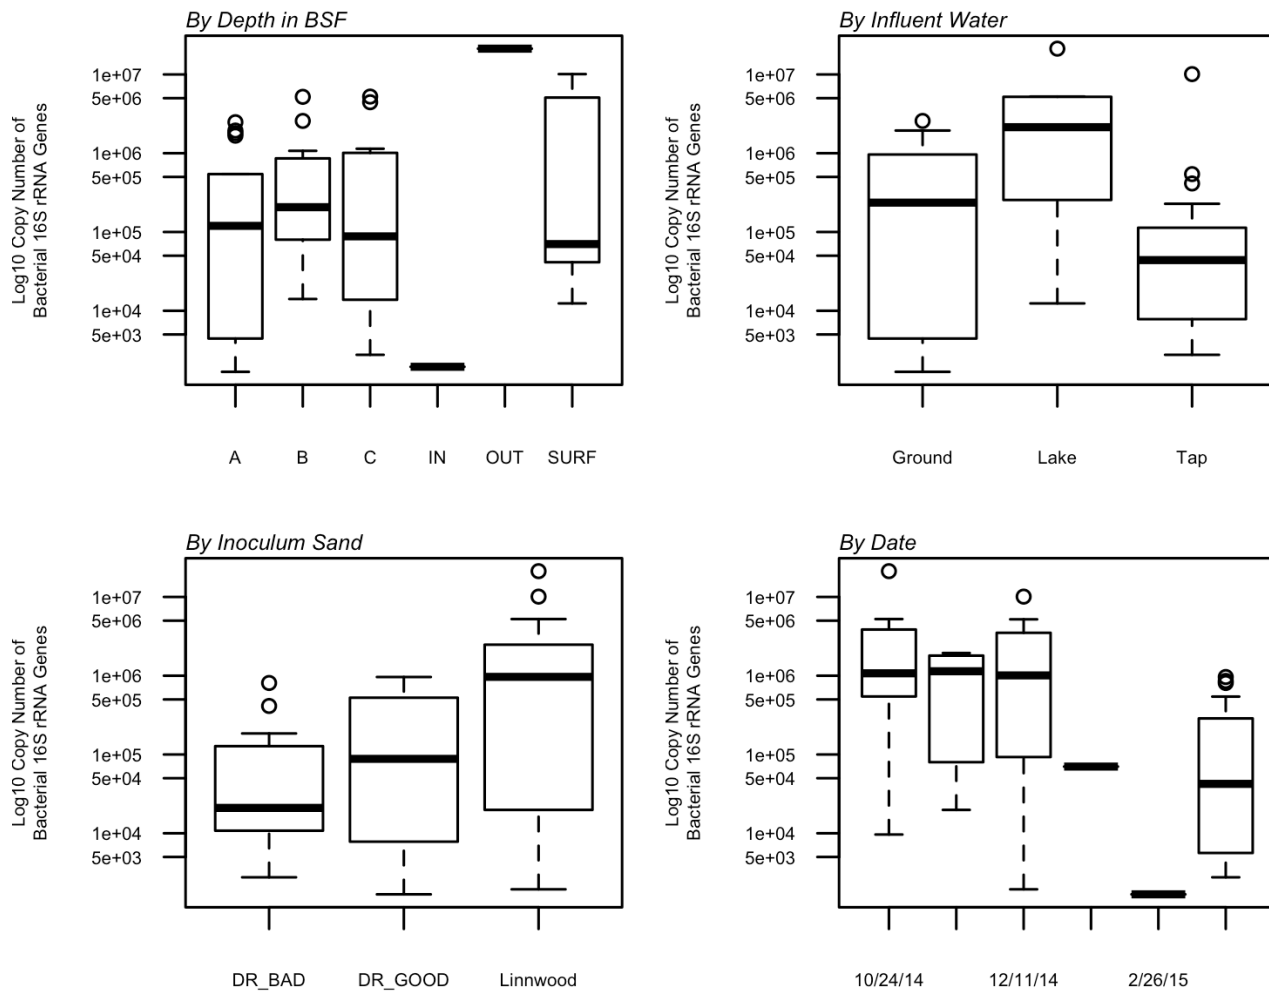 By Depth in BSF
Log10 Copy Number of
Bacterial 16S rRNA Genes
1e+07
5e+06
1e+06
5e+05
1e+05
5e+04
1e+04
5e+03
A B C IN OUT SURF
By Influent Water
Log10 Copy Number of
Bacterial 16S rRNA Genes
1e+07
5e+06
1e+06
5e+05
1e+05
5e+04
1e+04
5e+03
Ground Lake Tap
By Inoculum Sand
Log10 Copy Number of
Bacterial 16S rRNA Genes
1e+07
5e+06
1e+06
5e+05
1e+05
5e+04
1e+04
5e+03
DR_BAD DR_GOOD Linnwood
By Date
Log10 Copy Number of
Bacterial 16S rRNA Genes
1e+07
5e+06
1e+06
5e+05
1e+05
5e+04
1e+04
5e+03
10/24/14 12/11/14 2/26/15